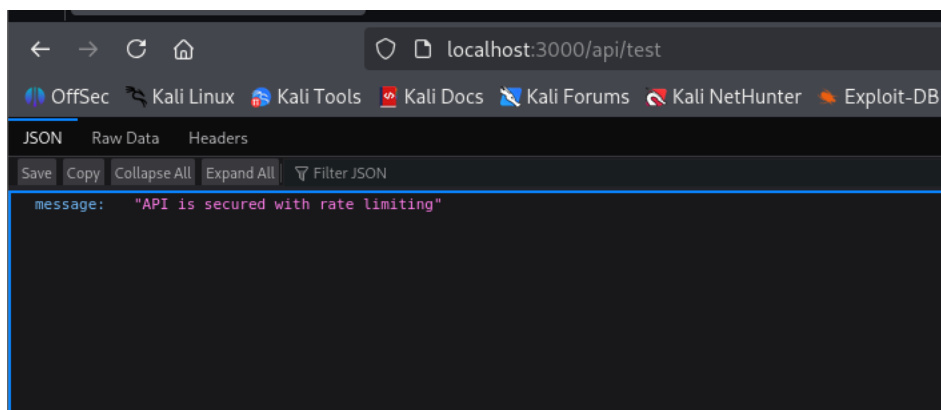 localhost:3000/api/test
OffSec Kali Linux Kali Tools Kali Docs Kali Forums Kali NetHunter Exploit-DB
JSON Raw Data Headers
Save Copy Collapse All Expand All Filter JSON
message: "API is secured with rate limiting"